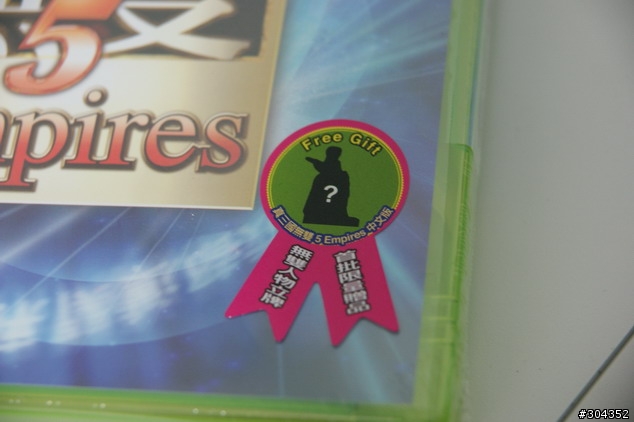 5
mpires
Free Gift
?
真三國無雙 5 Empires 中文版
無雙人物立牌
首批限量贈品
#304352